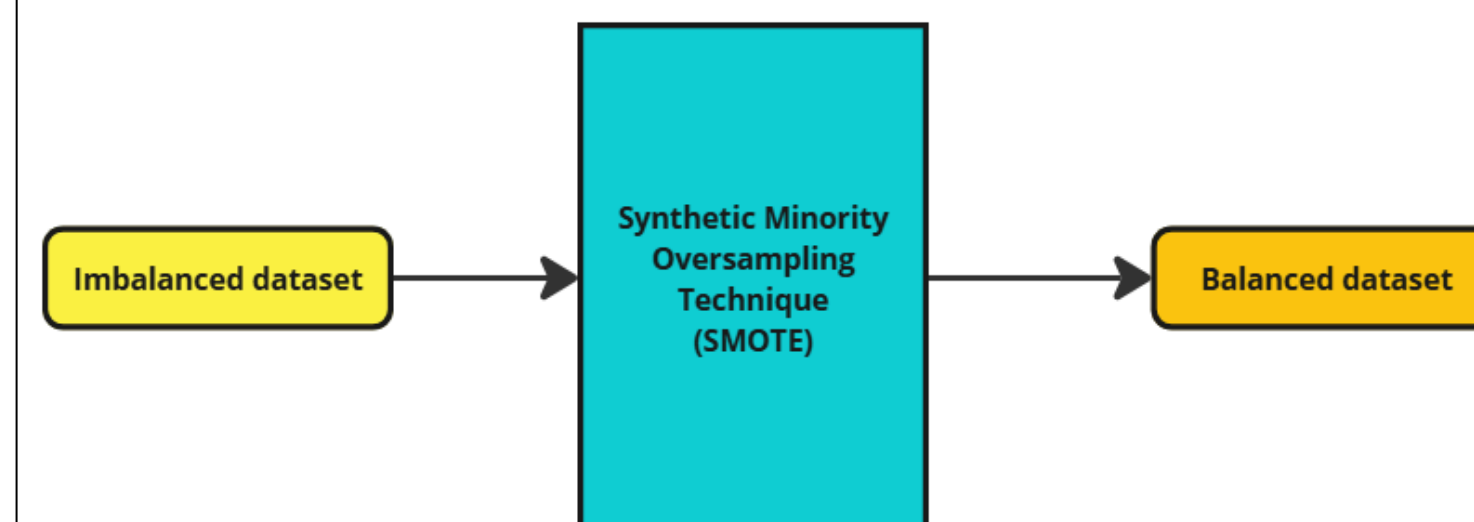 Imbalanced dataset
Synthetic Minority
Oversampling
Technique
(SMOTE)
Balanced dataset